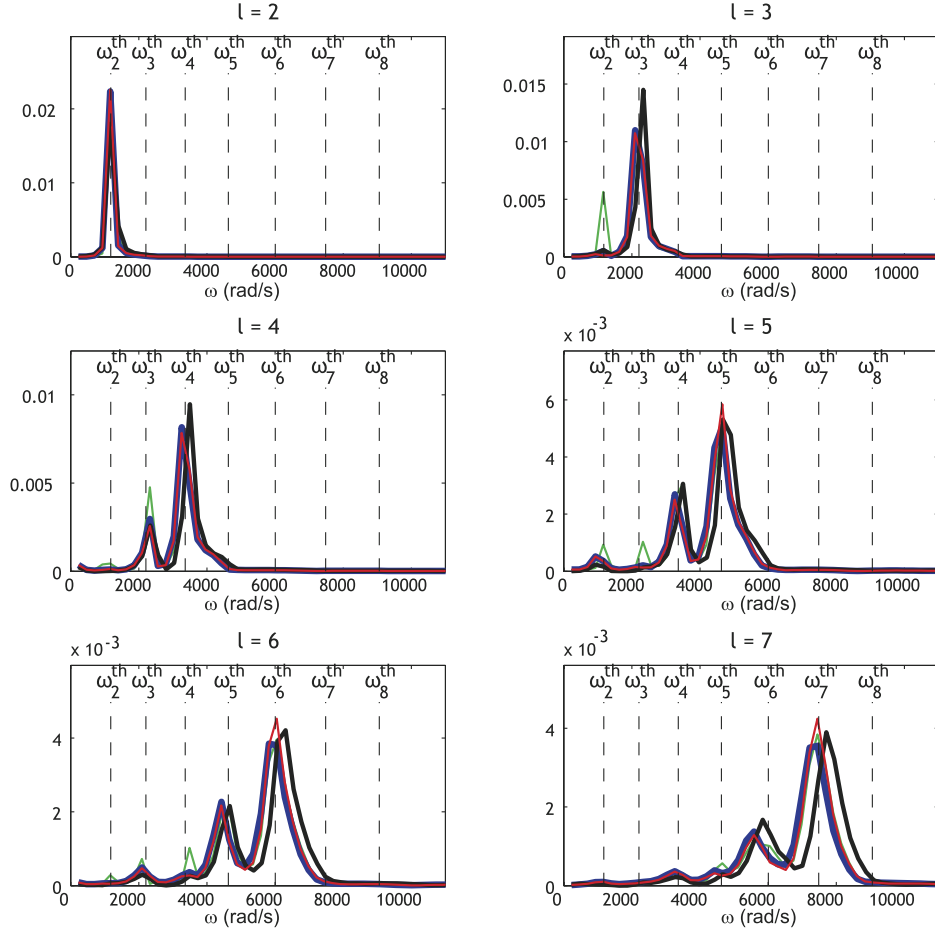 l = 2
ω₂ᵗʰ ω₃ᵗʰ ω₄ᵗʰ ω₅ᵗʰ ω₆ᵗʰ ω₇ᵗʰ ω₈ᵗʰ
0.02
0.01
0
0 2000 4000 6000 8000 10000
ω (rad/s)
l = 3
ω₂ᵗʰ ω₃ᵗʰ ω₄ᵗʰ ω₅ᵗʰ ω₆ᵗʰ ω₇ᵗʰ ω₈ᵗʰ
0.015
0.01
0.005
0
0 2000 4000 6000 8000 10000
ω (rad/s)
l = 4
ω₂ᵗʰ ω₃ᵗʰ ω₄ᵗʰ ω₅ᵗʰ ω₆ᵗʰ ω₇ᵗʰ ω₈ᵗʰ
0.01
0.005
0
0 2000 4000 6000 8000 10000
ω (rad/s)
l = 5
x 10⁻³
ω₂ᵗʰ ω₃ᵗʰ ω₄ᵗʰ ω₅ᵗʰ ω₆ᵗʰ ω₇ᵗʰ ω₈ᵗʰ
6
4
2
0
0 2000 4000 6000 8000 10000
ω (rad/s)
l = 6
x 10⁻³
ω₂ᵗʰ ω₃ᵗʰ ω₄ᵗʰ ω₅ᵗʰ ω₆ᵗʰ ω₇ᵗʰ ω₈ᵗʰ
4
2
0
0 2000 4000 6000 8000 10000
ω (rad/s)
l = 7
x 10⁻³
ω₂ᵗʰ ω₃ᵗʰ ω₄ᵗʰ ω₅ᵗʰ ω₆ᵗʰ ω₇ᵗʰ ω₈ᵗʰ
4
2
0
0 2000 4000 6000 8000 10000
ω (rad/s)